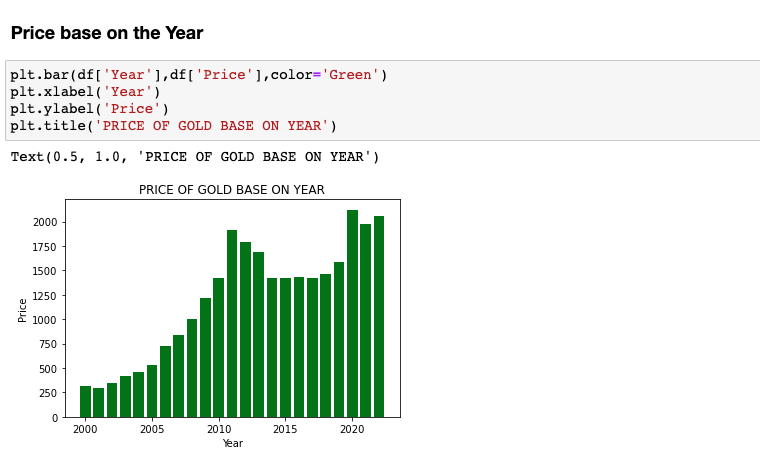 Price base on the Year
plt.bar(df['Year'],df['Price'],color='Green')
plt.xlabel('Year')
plt.ylabel('Price')
plt.title('PRICE OF GOLD BASE ON YEAR')
Text(0.5, 1.0, 'PRICE OF GOLD BASE ON YEAR')
PRICE OF GOLD BASE ON YEAR
2000
1750
1500
1250
1000
750
500
250
0
Price
2000 2005 2010 2015 2020
Year